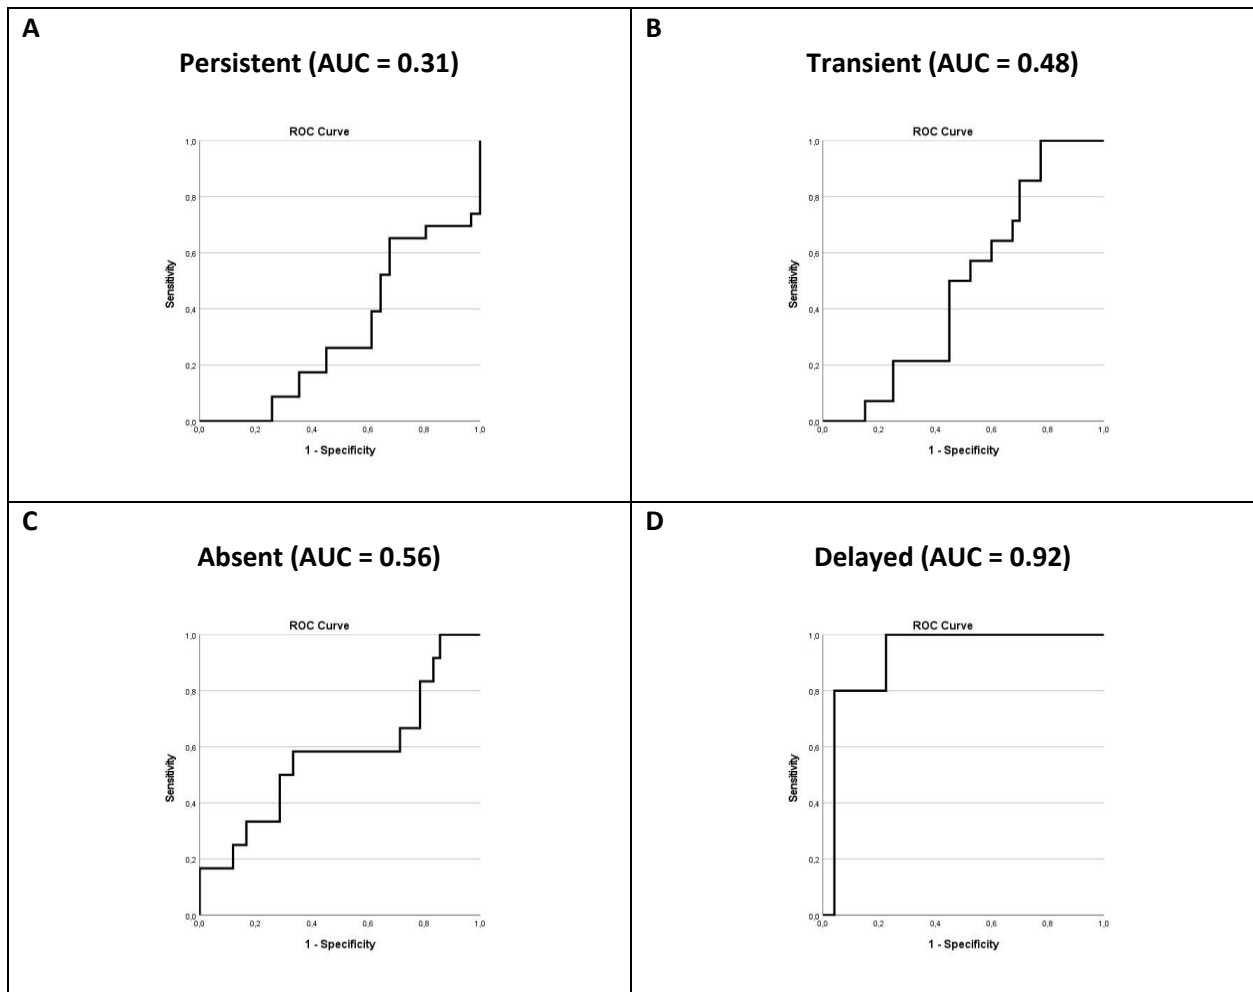 A
Persistent (AUC = 0.31)
ROC Curve
1,0
0,8
0,6
0,4
0,2
0,0
Sensitivity
0,0 0,2 0,4 0,6 0,8 1,0
1 - Specificity
B
Transient (AUC = 0.48)
ROC Curve
1,0
0,8
0,6
0,4
0,2
0,0
Sensitivity
0,0 0,2 0,4 0,6 0,8 1,0
1 - Specificity
C
Absent (AUC = 0.56)
ROC Curve
1,0
0,8
0,6
0,4
0,2
0,0
Sensitivity
0,0 0,2 0,4 0,6 0,8 1,0
1 - Specificity
D
Delayed (AUC = 0.92)
ROC Curve
1,0
0,8
0,6
0,4
0,2
0,0
Sensitivity
0,0 0,2 0,4 0,6 0,8 1,0
1 - Specificity